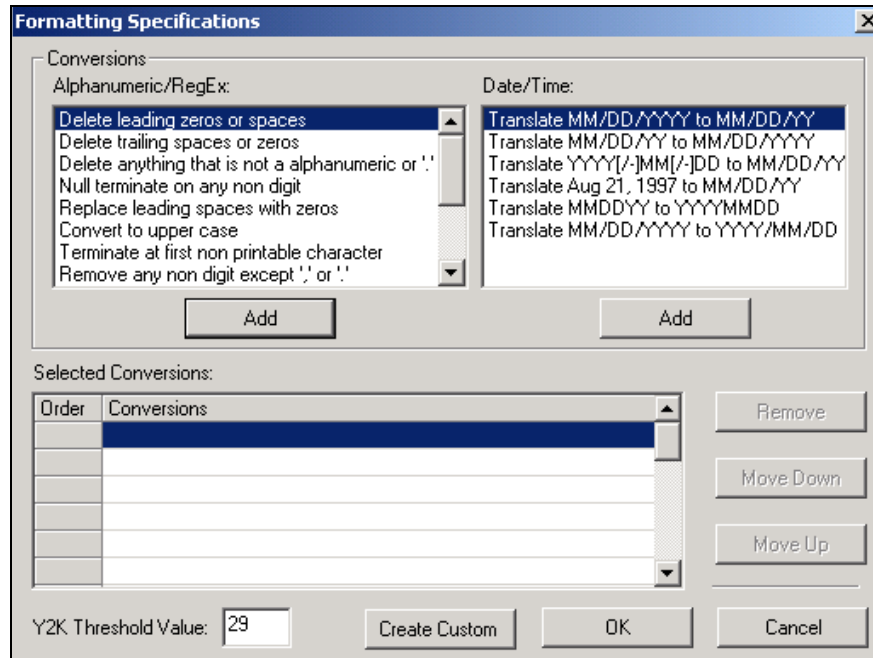 Formatting Specifications
Conversions
Alphanumeric/RegEx:
Delete leading zeros or spaces
Delete trailing spaces or zeros
Delete anything that is not a alphanumeric or '.'
Null terminate on any non digit
Replace leading spaces with zeros
Convert to upper case
Terminate at first non printable character
Remove any non digit except ',' or '.'
Add
Date/Time:
Translate MM/DD/YYYY to MM/DD/YY
Translate MM/DD/YY to MM/DD/YYYY
Translate YYYY[/-]MM[/-]DD to MM/DD/YY
Translate Aug 21, 1997 to MM/DD/YY
Translate MMDDYY to YYYYMMDD
Translate MM/DD/YYYY to YYYY/MM/DD
Add
Selected Conversions:
Order Conversions
Remove
Move Down
Move Up
Y2K Threshold Value: 29
Create Custom
OK
Cancel